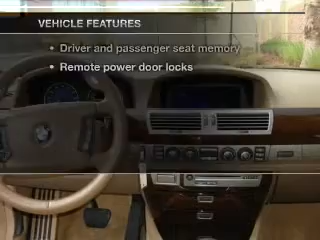 VEHICLE FEATURES
• Driver and passenger seat memory
• Remote power door locks